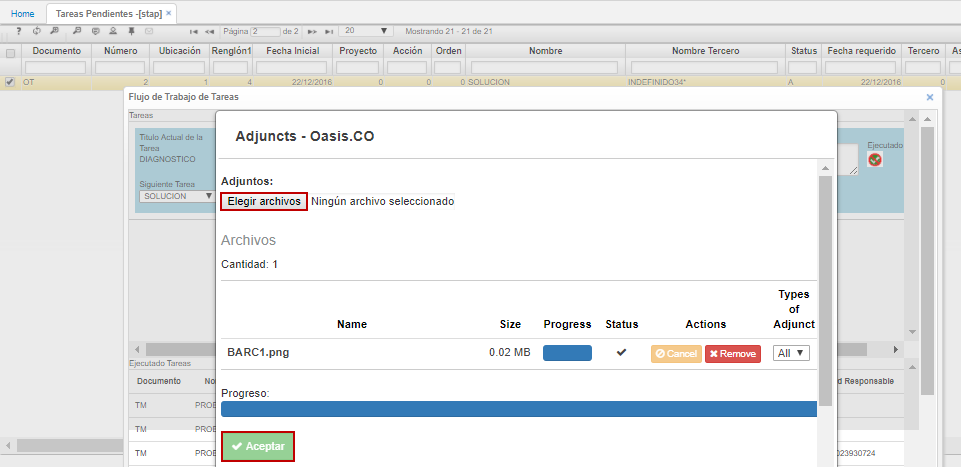 Home Tareas Pendientes -[stap] ×
? Página 2 de 2 20 Mostrando 21 - 21 de 21
Documento Número Ubicación Renglón1 Fecha Inicial Proyecto Acción Orden Nombre Nombre Tercero Status Fecha requerido Tercero As
OT 2 1 4 22/12/2016 0 0 0 SOLUCION INDEFINIDO34* A 22/12/2016 0
Flujo de Trabajo de Tareas ×
Tareas
Adjuncts - Oasis.CO
Título Actual de la
Tarea
DIAGNOSTICO
Ejecutado
Siguiente Tarea
SOLUCION
Adjuntos:
Elegir archivos Ningún archivo seleccionado
Archivos
Cantidad: 1
Name Size Progress Status Actions Types of Adjunct
BARC1.png 0.02 MB Cancel Remove All
Ejecutado Tareas
Documento No d Responsable
Progreso:
TM PROE
TM PROE
Aceptar
TM PROE 023930724